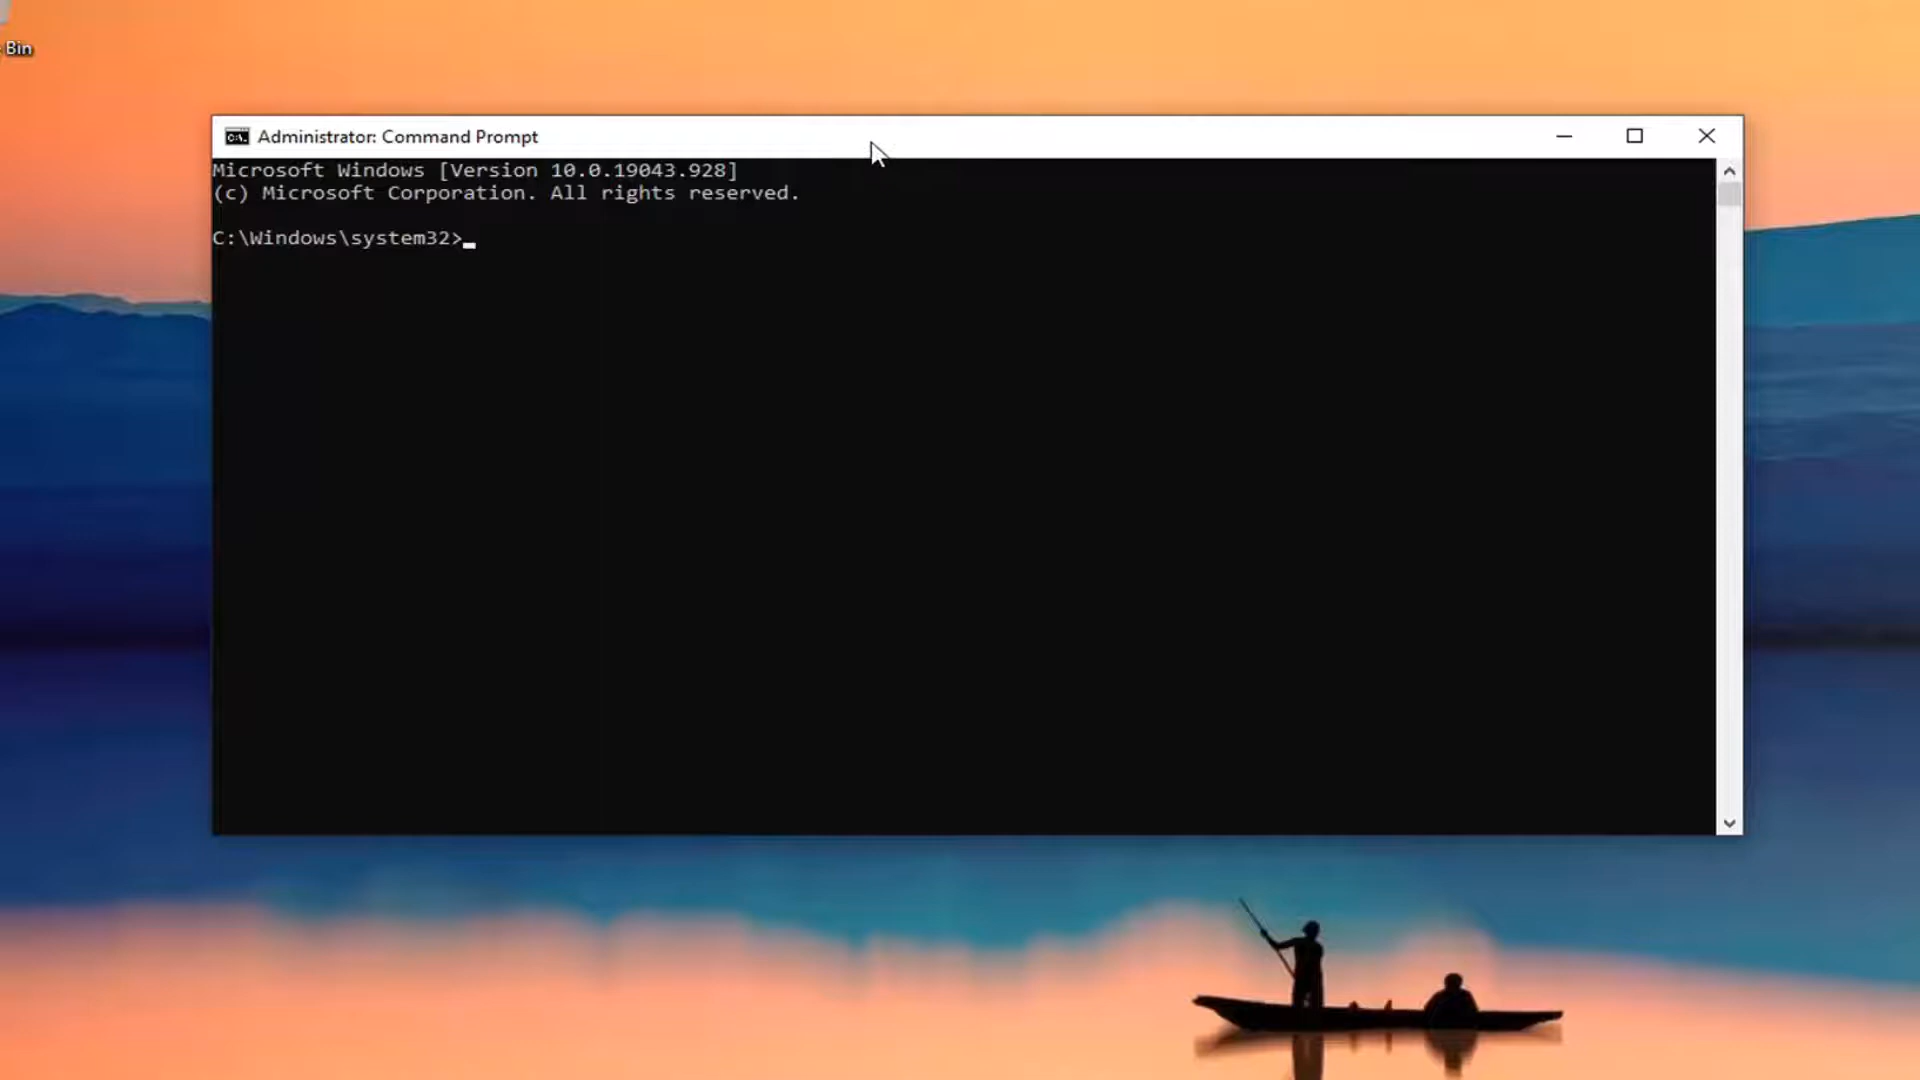 Bin
Administrator: Command Prompt
Microsoft Windows [Version 10.0.19043.928]
(c) Microsoft Corporation. All rights reserved.
C:\Windows\system32>